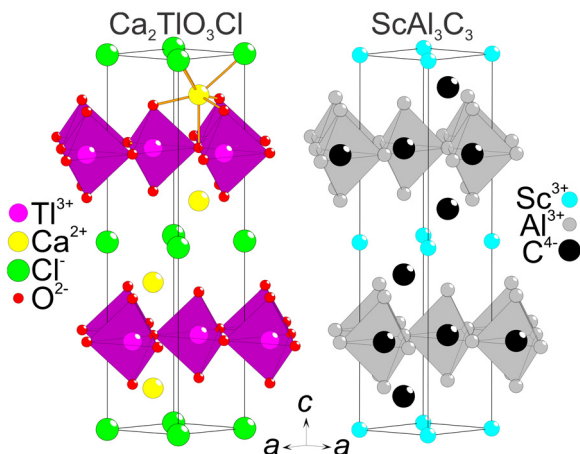 Ca₂TlO₃Cl
ScAl₃C₃
Tl³⁺
Ca²⁺
Cl⁻
O²⁻
Sc³⁺
Al³⁺
C⁴⁻
c
a a